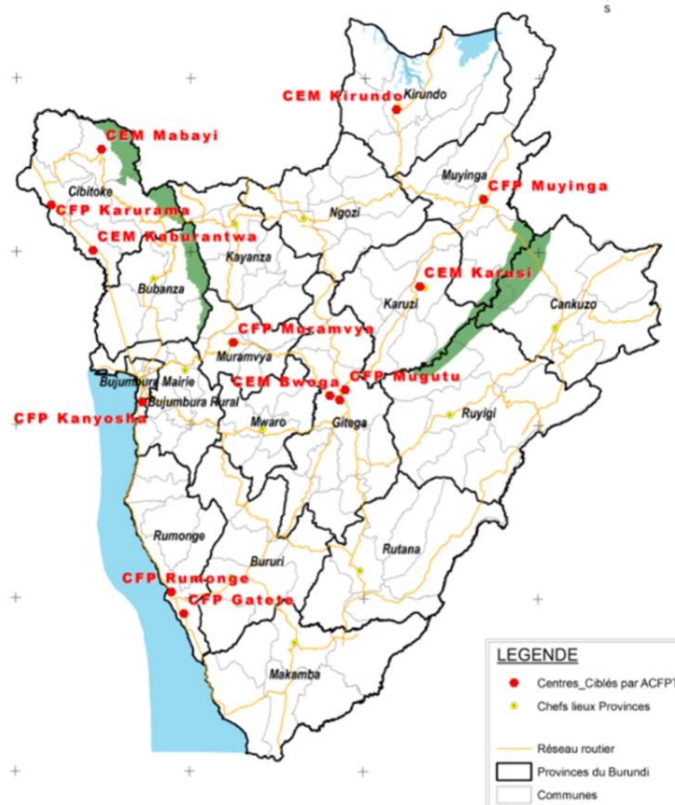 s
Kirundo
CEM Kirundo
CEM Mabayi
Muyinga
CFP Muyinga
Cibitoke
CFP Karurama
Ngozi
CEM Kaburantwa
Kayanza
CEM Karusi
Bubanza
Karuzi
Cankuzo
CFP Muramvya
Muramvya
CFP Mugutu
Bujumbura Mairie
CEM Bwoga
Bujumbura Rural
CFP Kanyosha
Mwaro
Gitega
Ruyigi
Rumonge
Rutana
Bururi
CFP Rumonge
CFP Gatete
Makamba
LEGENDE
Centres_Ciblés par ACFPT
Chefs lieux Provinces
Réseau routier
Provinces du Burundi
Communes